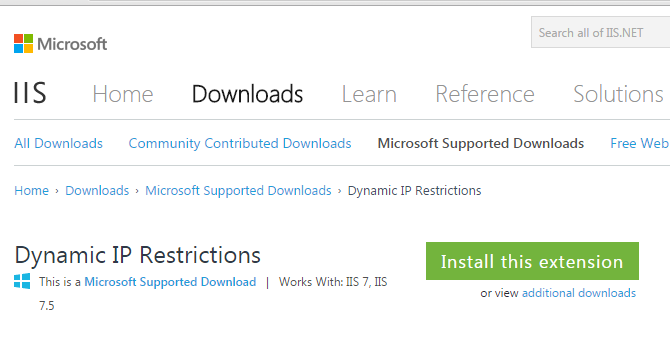 Microsoft
Search all of IIS.NET
IIS Home Downloads Learn Reference Solutions
All Downloads Community Contributed Downloads Microsoft Supported Downloads Free Web
Home › Downloads › Microsoft Supported Downloads › Dynamic IP Restrictions
Dynamic IP Restrictions
This is a Microsoft Supported Download | Works With: IIS 7, IIS
7.5
Install this extension
or view additional downloads